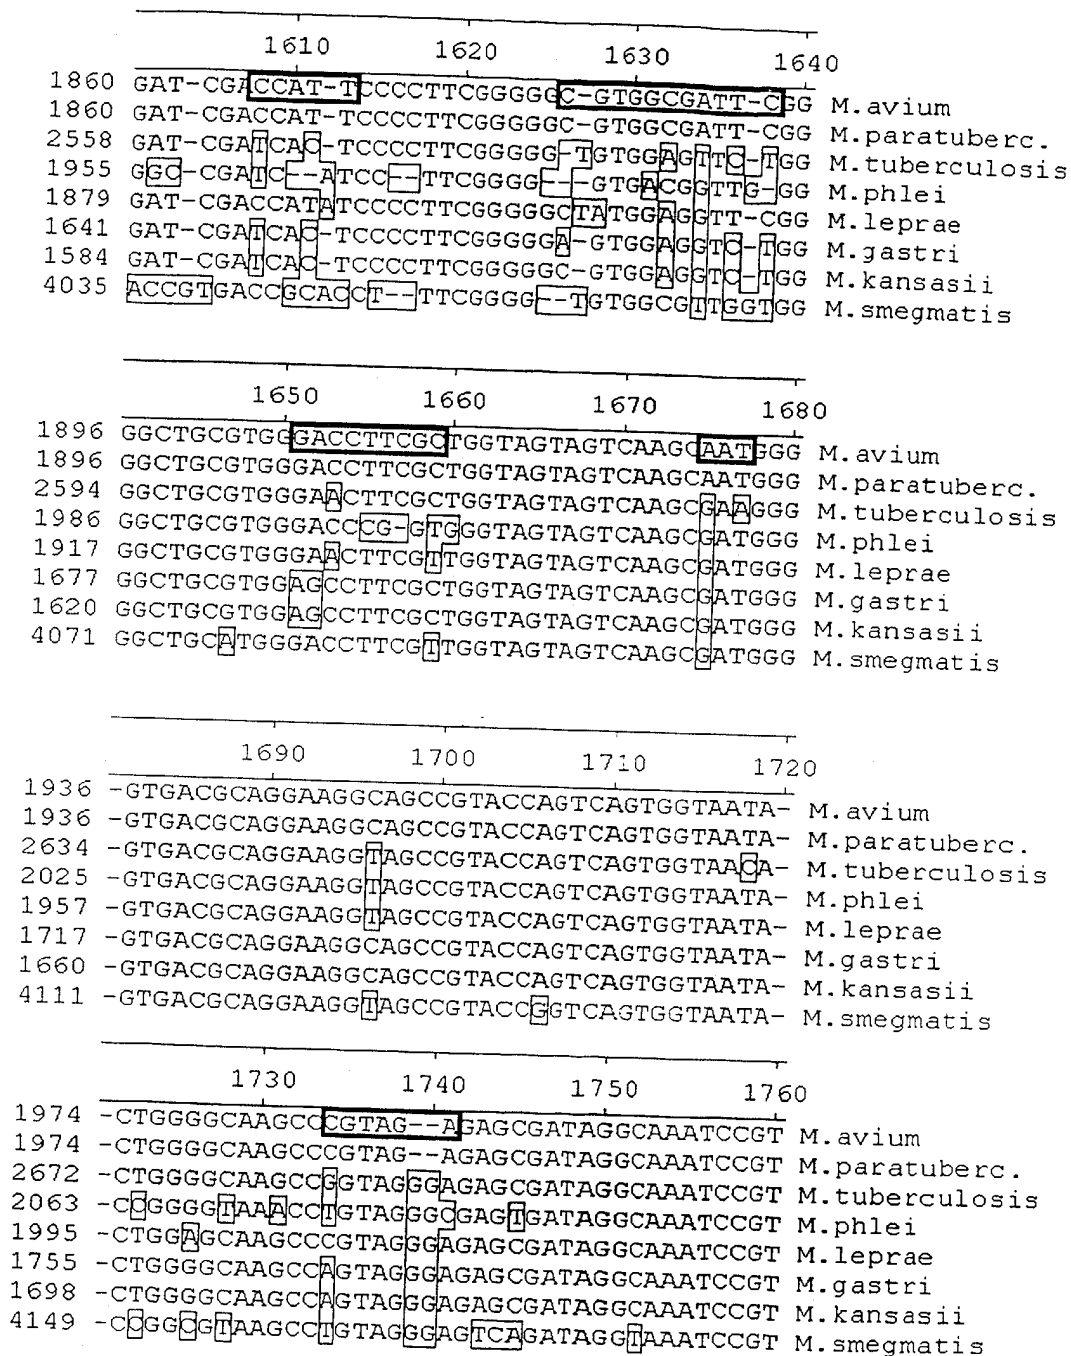 1610 1620 1630 1640
1860 GAT-CGACCAT-TCCCCTTCGGGGGC-GTGGCGATT-CGG M.avium
1860 GAT-CGACCAT-TCCCCTTCGGGGGC-GTGGCGATT-CGG M.paratuberc.
2558 GAT-CGATCAC-TCCCCTTCGGGGG-TGTGGAGTTC-TGG M.tuberculosis
1955 GGC-CGATC--ATCC--TTCGGGG--GTGACGGTTG-GG M.phlei
1879 GAT-CGACCATATCCCCTTCGGGGGCTATGGAGGTT-CGG M.leprae
1641 GAT-CGATCAC-TCCCCTTCGGGGGA-GTGGAGGTC-TGG M.gastri
1584 GAT-CGATCAC-TCCCCTTCGGGGGC-GTGGAGGTC-TGG M.kansasii
4035 ACCGTGACCGCACCT--TTCGGGG--TGTGGCGTTGGTGG M.smegmatis
1650 1660 1670 1680
1896 GGCTGCGTGGGACCTTCGCTGGTAGTAGTCAAGCAATGGG M.avium
1896 GGCTGCGTGGGACCTTCGCTGGTAGTAGTCAAGCAATGGG M.paratuberc.
2594 GGCTGCGTGGGAACTTCGCTGGTAGTAGTCAAGCGAAGGG M.tuberculosis
1986 GGCTGCGTGGGACCCG-GTGGGTAGTAGTCAAGCGATGGG M.phlei
1917 GGCTGCGTGGGAACTTCGTTGGTAGTAGTCAAGCGATGGG M.leprae
1677 GGCTGCGTGGAGCCTTCGCTGGTAGTAGTCAAGCGATGGG M.gastri
1620 GGCTGCGTGGAGCCTTCGCTGGTAGTAGTCAAGCGATGGG M.kansasii
4071 GGCTGCATGGGACCTTCGTTGGTAGTAGTCAAGCGATGGG M.smegmatis
1690 1700 1710 1720
1936 -GTGACGCAGGAAGGCAGCCGTACCAGTCAGTGGTAATA- M.avium
1936 -GTGACGCAGGAAGGCAGCCGTACCAGTCAGTGGTAATA- M.paratuberc.
2634 -GTGACGCAGGAAGGTAGCCGTACCAGTCAGTGGTAACA- M.tuberculosis
2025 -GTGACGCAGGAAGGTAGCCGTACCAGTCAGTGGTAATA- M.phlei
1957 -GTGACGCAGGAAGGTAGCCGTACCAGTCAGTGGTAATA- M.leprae
1717 -GTGACGCAGGAAGGCAGCCGTACCAGTCAGTGGTAATA- M.gastri
1660 -GTGACGCAGGAAGGCAGCCGTACCAGTCAGTGGTAATA- M.kansasii
4111 -GTGACGCAGGAAGGTAGCCGTACCGGTCAGTGGTAATA- M.smegmatis
1730 1740 1750 1760
1974 -CTGGGGCAAGCCCGTAG--AGAGCGATAGGCAAATCCGT M.avium
1974 -CTGGGGCAAGCCCGTAG--AGAGCGATAGGCAAATCCGT M.paratuberc.
2672 -CTGGGGCAAGCCGGTAGGGAGAGCGATAGGCAAATCCGT M.tuberculosis
2063 -CCGGGGTAAACCTGTAGGGCGAGTGATAGGCAAATCCGT M.phlei
1995 -CTGGAGCAAGCCCGTAGGGAGAGCGATAGGCAAATCCGT M.leprae
1755 -CTGGGGCAAGCCAGTAGGGAGAGCGATAGGCAAATCCGT M.gastri
1698 -CTGGGGCAAGCCAGTAGGGAGAGCGATAGGCAAATCCGT M.kansasii
4149 -CCGGCGTAAGCCTGTAGGGAGTCAGATAGGTAAATCCGT M.smegmatis